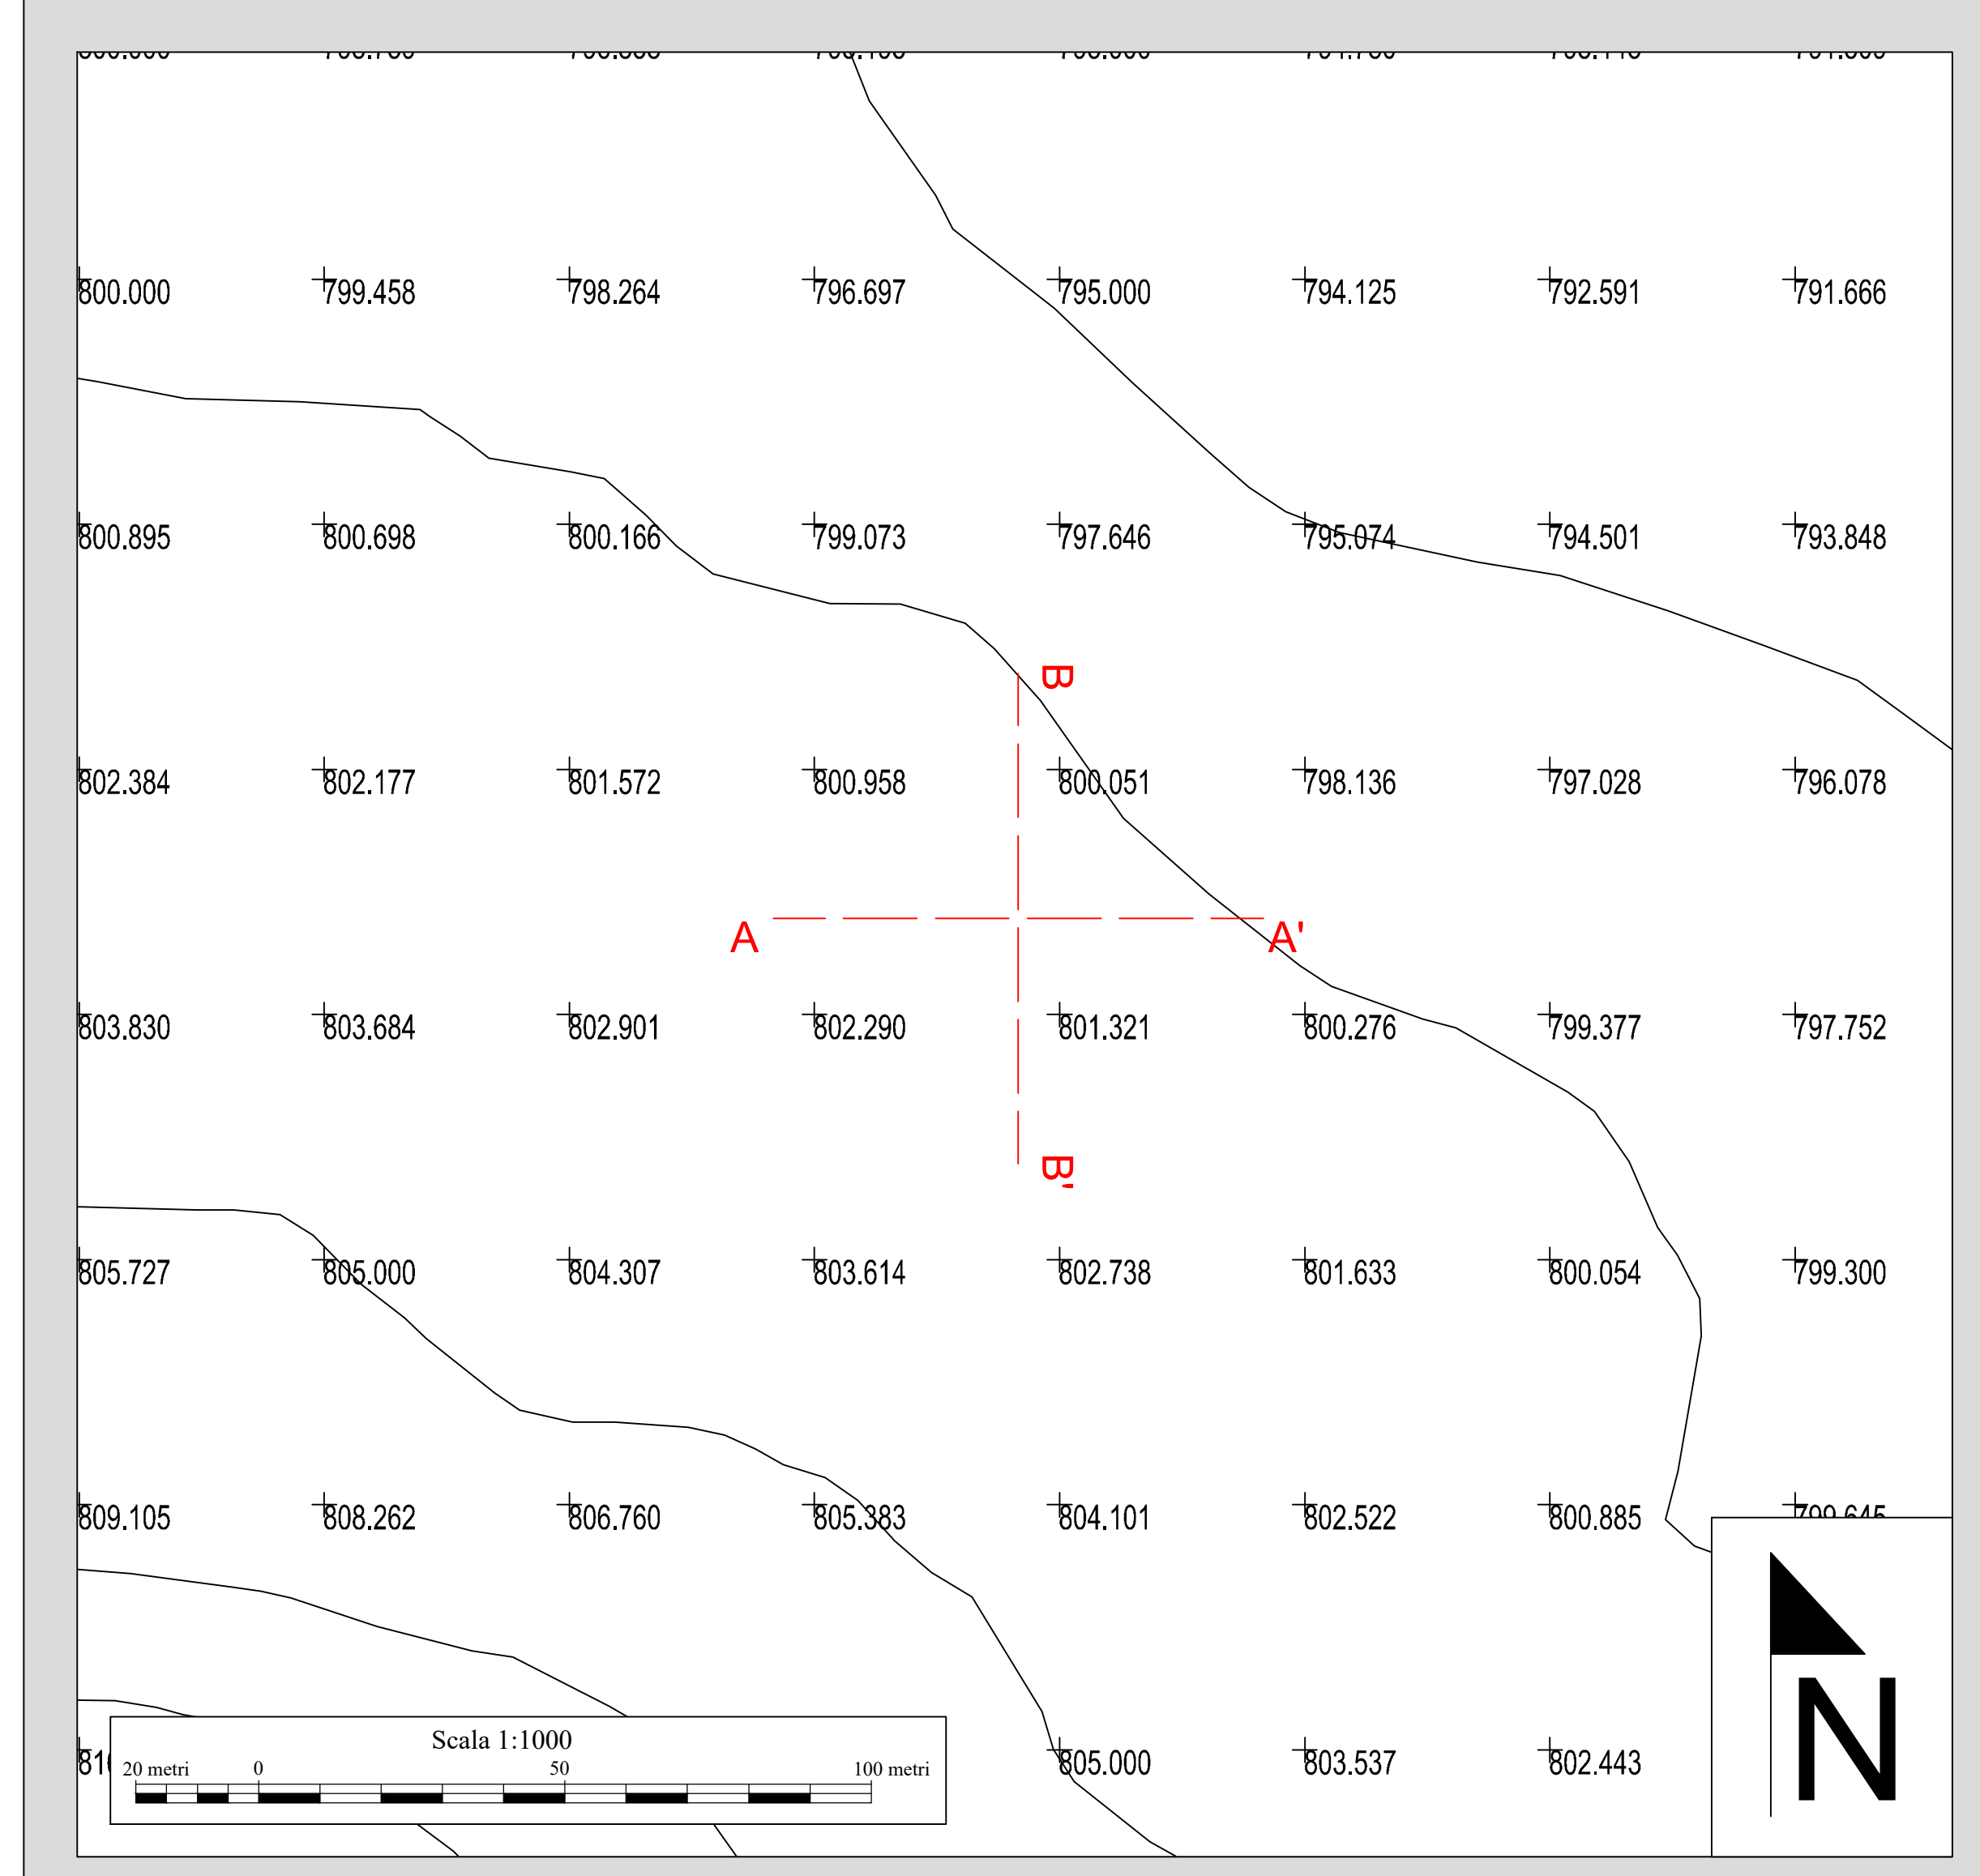 800.000 799.458 798.264 796.697 795.000 794.125 792.591 791.666
800.895 800.698 800.166 799.073 797.646 795.074 794.501 793.848
B
802.384 802.177 801.572 800.958 800.051 798.136 797.028 796.078
A A'
803.830 803.684 802.901 802.290 801.321 800.276 799.377 797.752
B'
805.727 805.000 804.307 803.614 802.738 801.633 800.054 799.300
809.105 808.262 806.760 805.383 804.101 802.522 800.885 799.645
N
Scala 1:1000
805.000 803.537 802.443
20 metri 0 50 100 metri